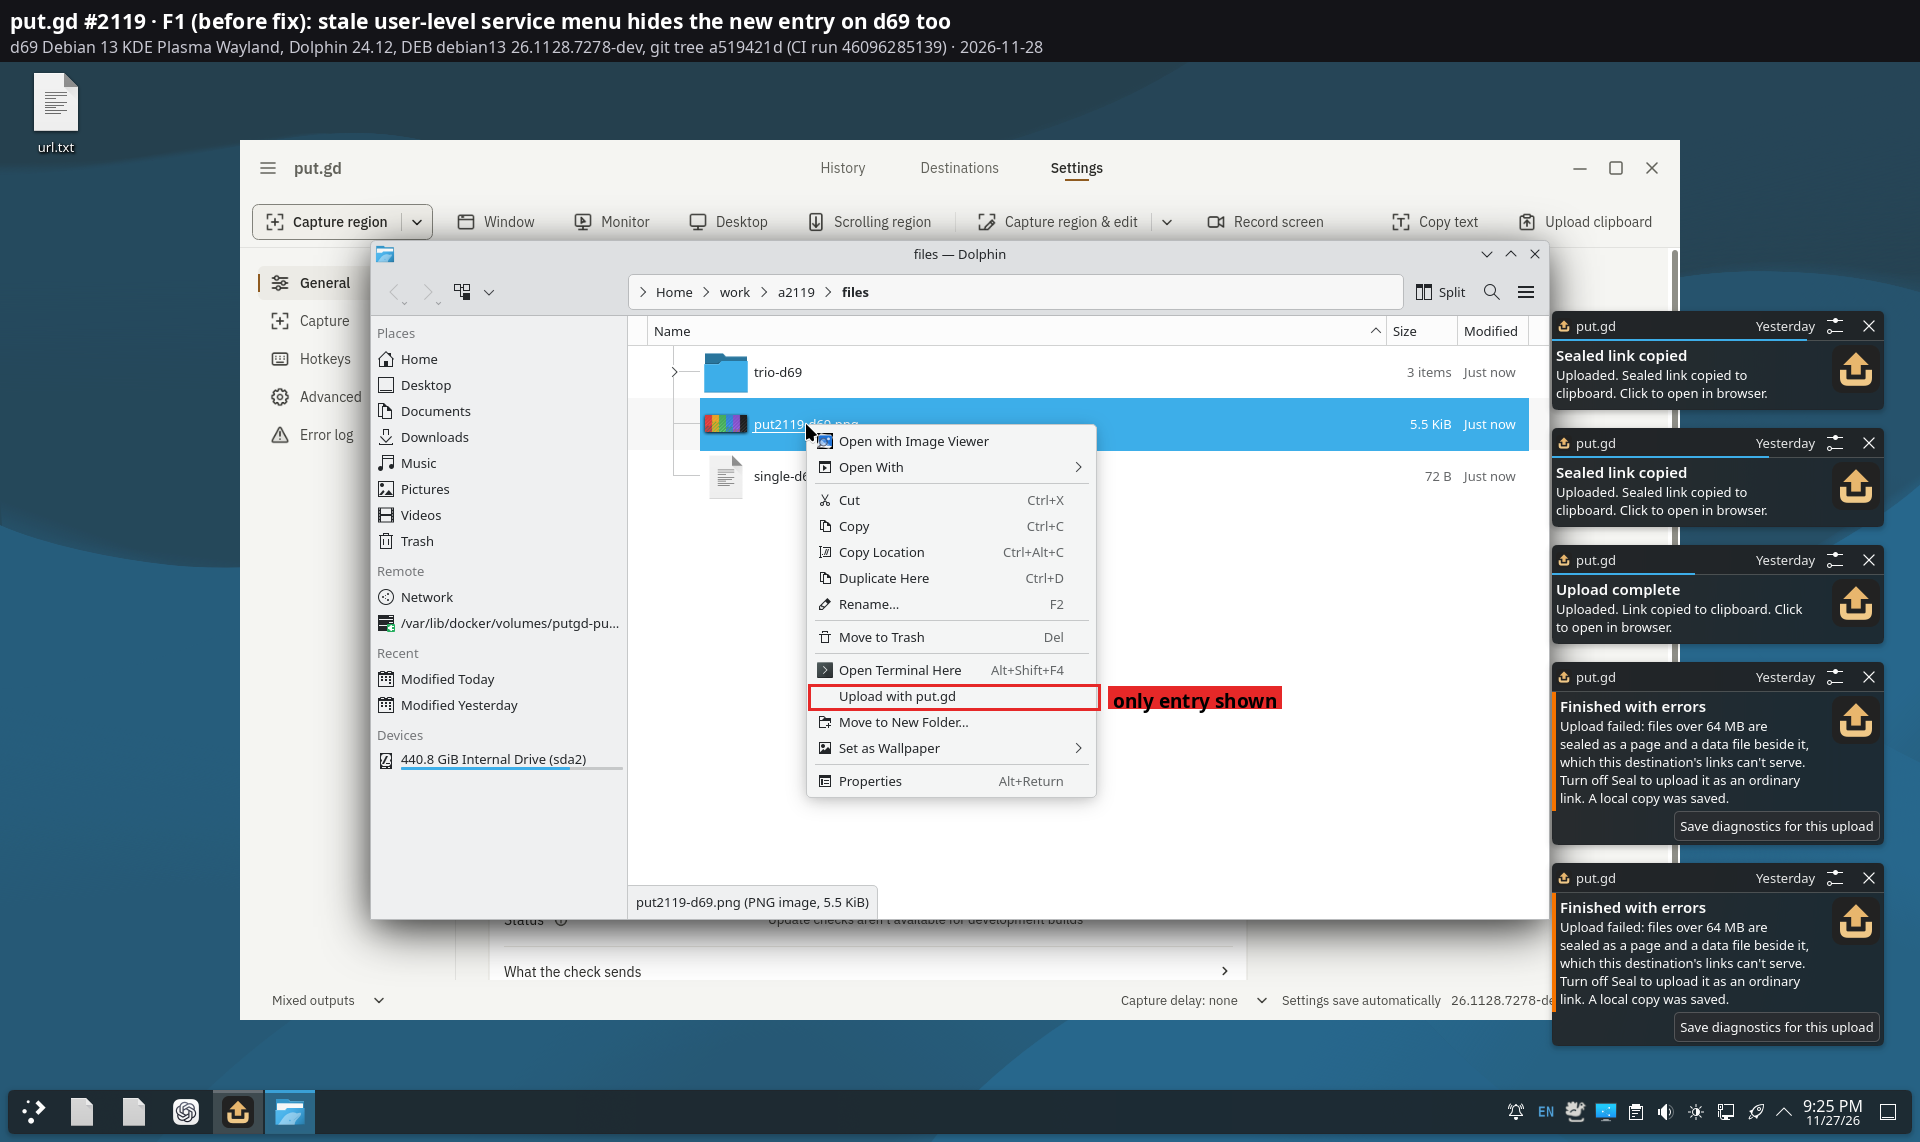 put.gd #2119 · F1 (before fix): stale user-level service menu hides the new entry on d69 too
d69 Debian 13 KDE Plasma Wayland, Dolphin 24.12, DEB debian13 26.1128.7278-dev, git tree a519421d (CI run 46096285139) · 2026-11-28
url.txt
put.gd
History
Destinations
Settings
Capture region
Window
Monitor
Desktop
Scrolling region
Capture region & edit
Record screen
Copy text
Upload clipboard
General
Capture
Hotkeys
Advanced
Error log
files — Dolphin
Home
work
a2119
files
Split
Places
Home
Desktop
Documents
Downloads
Music
Pictures
Videos
Trash
Remote
Network
/var/lib/docker/volumes/putgd-pu...
Recent
Modified Today
Modified Yesterday
Devices
440.8 GiB Internal Drive (sda2)
Name
Size
Modified
trio-d69
3 items
Just now
put2119-d69.png
5.5 KiB
Just now
72 B
Just now
Open with Image Viewer
Open With
Cut
Ctrl+X
Copy
Ctrl+C
Copy Location
Ctrl+Alt+C
Duplicate Here
Ctrl+D
Rename...
F2
Move to Trash
Del
Open Terminal Here
Alt+Shift+F4
Upload with put.gd
only entry shown
Move to New Folder...
Set as Wallpaper
Properties
Alt+Return
put2119-d69.png (PNG image, 5.5 KiB)
Update checks aren't available for development builds
What the check sends
Mixed outputs
Capture delay: none
Settings save automatically
put.gd
Yesterday
Sealed link copied
Uploaded. Sealed link copied to
clipboard. Click to open in browser.
put.gd
Yesterday
Sealed link copied
Uploaded. Sealed link copied to
clipboard. Click to open in browser.
put.gd
Yesterday
Upload complete
Uploaded. Link copied to clipboard. Click
to open in browser.
put.gd
Yesterday
Finished with errors
Upload failed: files over 64 MB are
sealed as a page and a data file beside it,
which this destination's links can't serve.
Turn off Seal to upload it as an ordinary
link. A local copy was saved.
Save diagnostics for this upload
put.gd
Yesterday
Finished with errors
Upload failed: files over 64 MB are
sealed as a page and a data file beside it,
which this destination's links can't serve.
Turn off Seal to upload it as an ordinary
link. A local copy was saved.
Save diagnostics for this upload
EN
9:25 PM
11/27/26